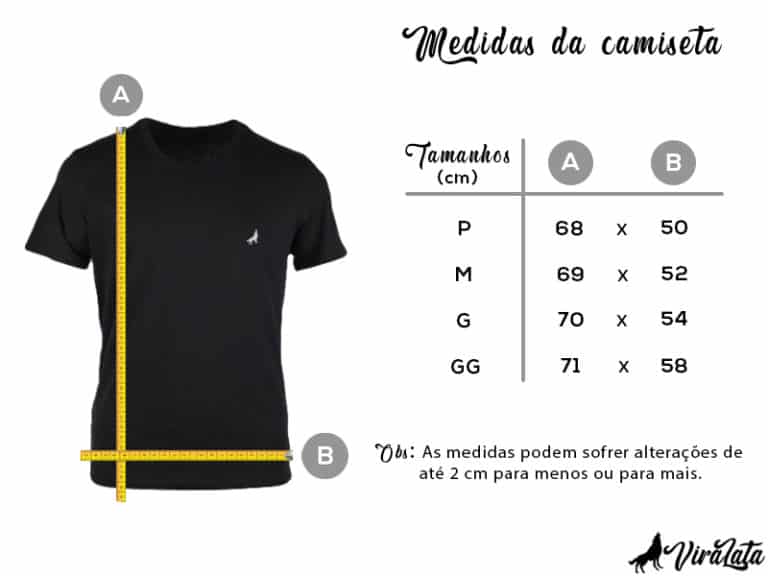 Medidas da camiseta
A
Tamanhos A B
(cm)
P 68 x 50
M 69 x 52
G 70 x 54
GG 71 x 58
B
Obs: As medidas podem sofrer alterações de
até 2 cm para menos ou para mais.
ViraLata